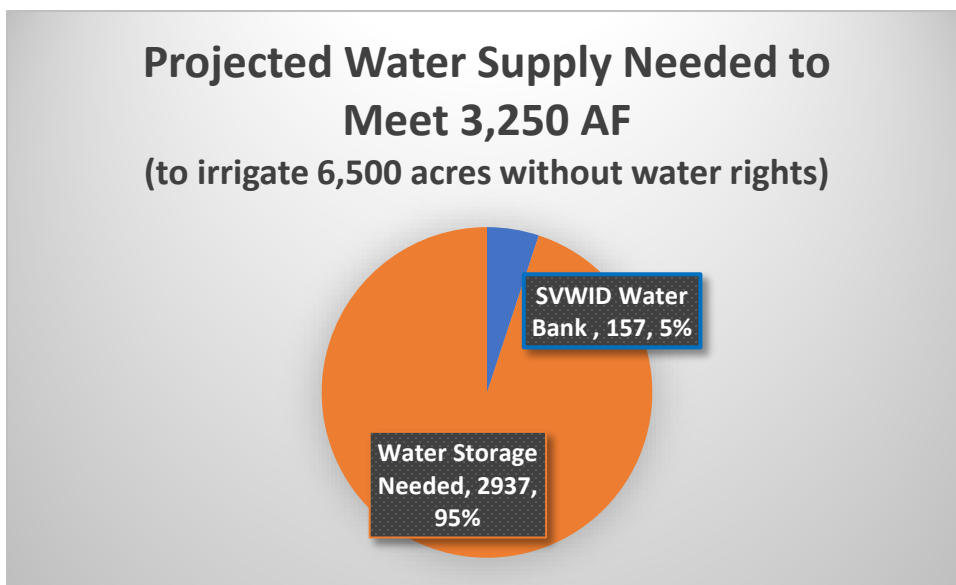 Projected Water Supply Needed to
Meet 3,250 AF
(to irrigate 6,500 acres without water rights)
SVWID Water
Bank , 157, 5%
Water Storage
Needed, 2937,
95%